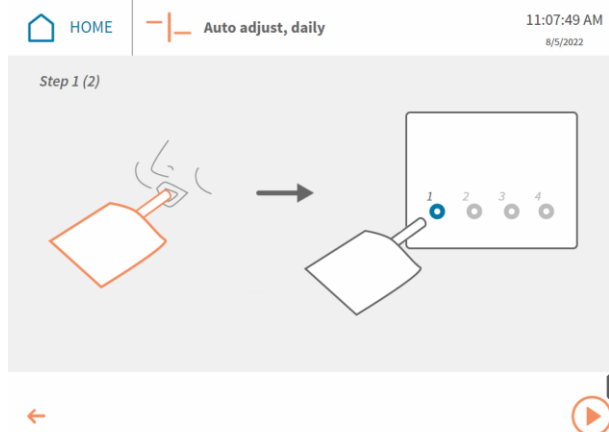 HOME
Auto adjust, daily
11:07:49 AM
8/5/2022
Step 1 (2)
1 2 3 4